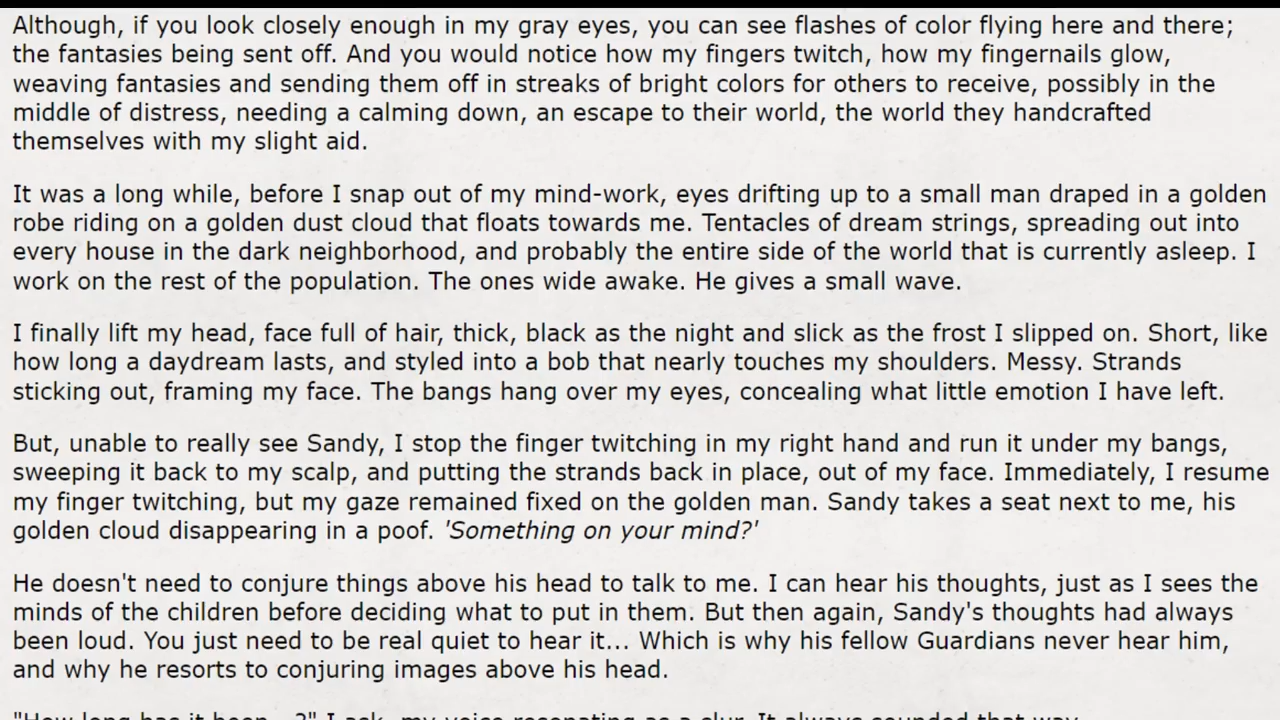 Although, if you look closely enough in my gray eyes, you can see flashes of color flying here and there;
the fantasies being sent off. And you would notice how my fingers twitch, how my fingernails glow,
weaving fantasies and sending them off in streaks of bright colors for others to receive, possibly in the
middle of distress, needing a calming down, an escape to their world, the world they handcrafted
themselves with my slight aid.
It was a long while, before I snap out of my mind-work, eyes drifting up to a small man draped in a golden
robe riding on a golden dust cloud that floats towards me. Tentacles of dream strings, spreading out into
every house in the dark neighborhood, and probably the entire side of the world that is currently asleep. I
work on the rest of the population. The ones wide awake. He gives a small wave.
I finally lift my head, face full of hair, thick, black as the night and slick as the frost I slipped on. Short, like
how long a daydream lasts, and styled into a bob that nearly touches my shoulders. Messy. Strands
sticking out, framing my face. The bangs hang over my eyes, concealing what little emotion I have left.
But, unable to really see Sandy, I stop the finger twitching in my right hand and run it under my bangs,
sweeping it back to my scalp, and putting the strands back in place, out of my face. Immediately, I resume
my finger twitching, but my gaze remained fixed on the golden man. Sandy takes a seat next to me, his
golden cloud disappearing in a poof. 'Something on your mind?'
He doesn't need to conjure things above his head to talk to me. I can hear his thoughts, just as I sees the
minds of the children before deciding what to put in them. But then again, Sandy's thoughts had always
been loud. You just need to be real quiet to hear it... Which is why his fellow Guardians never hear him,
and why he resorts to conjuring images above his head.
"How long has it been...?" I ask, my voice resonating as a slur. It always sounded that way.